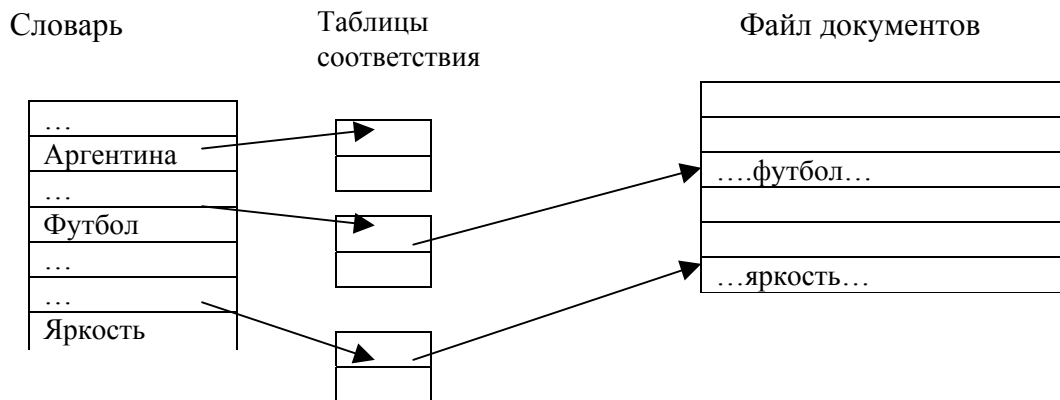 Словарь
Таблицы
соответствия
Файл документов
…
Аргентина
…
Футбол
…
…
Яркость
….футбол…
…яркость…